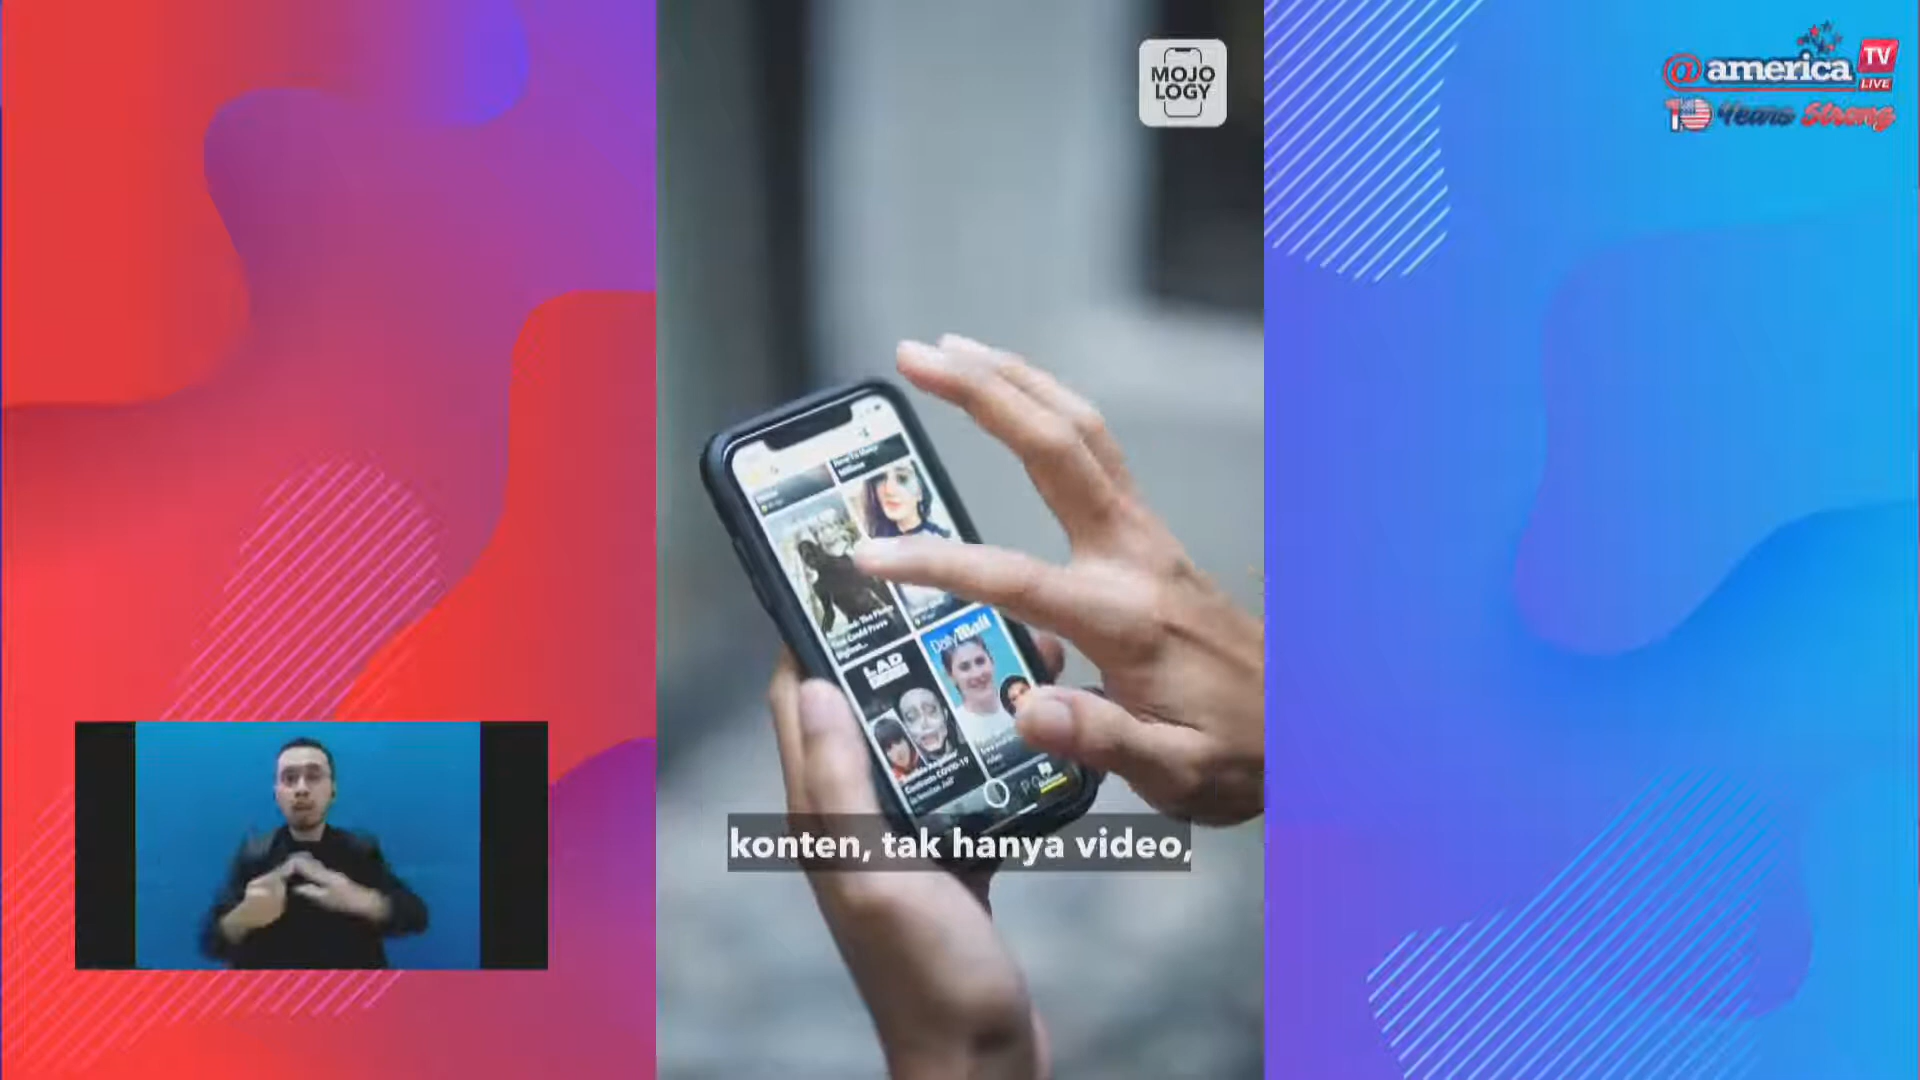 MOJO
LOGY
@america TV
LIVE
10 Years Strong
LAD
Daily Mail
konten, tak hanya video,